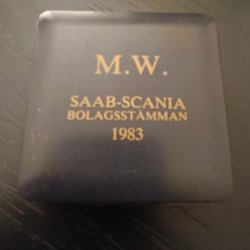 M.W.
SAAB-SCANIA
BOLAGSSTÄMMAN
1983